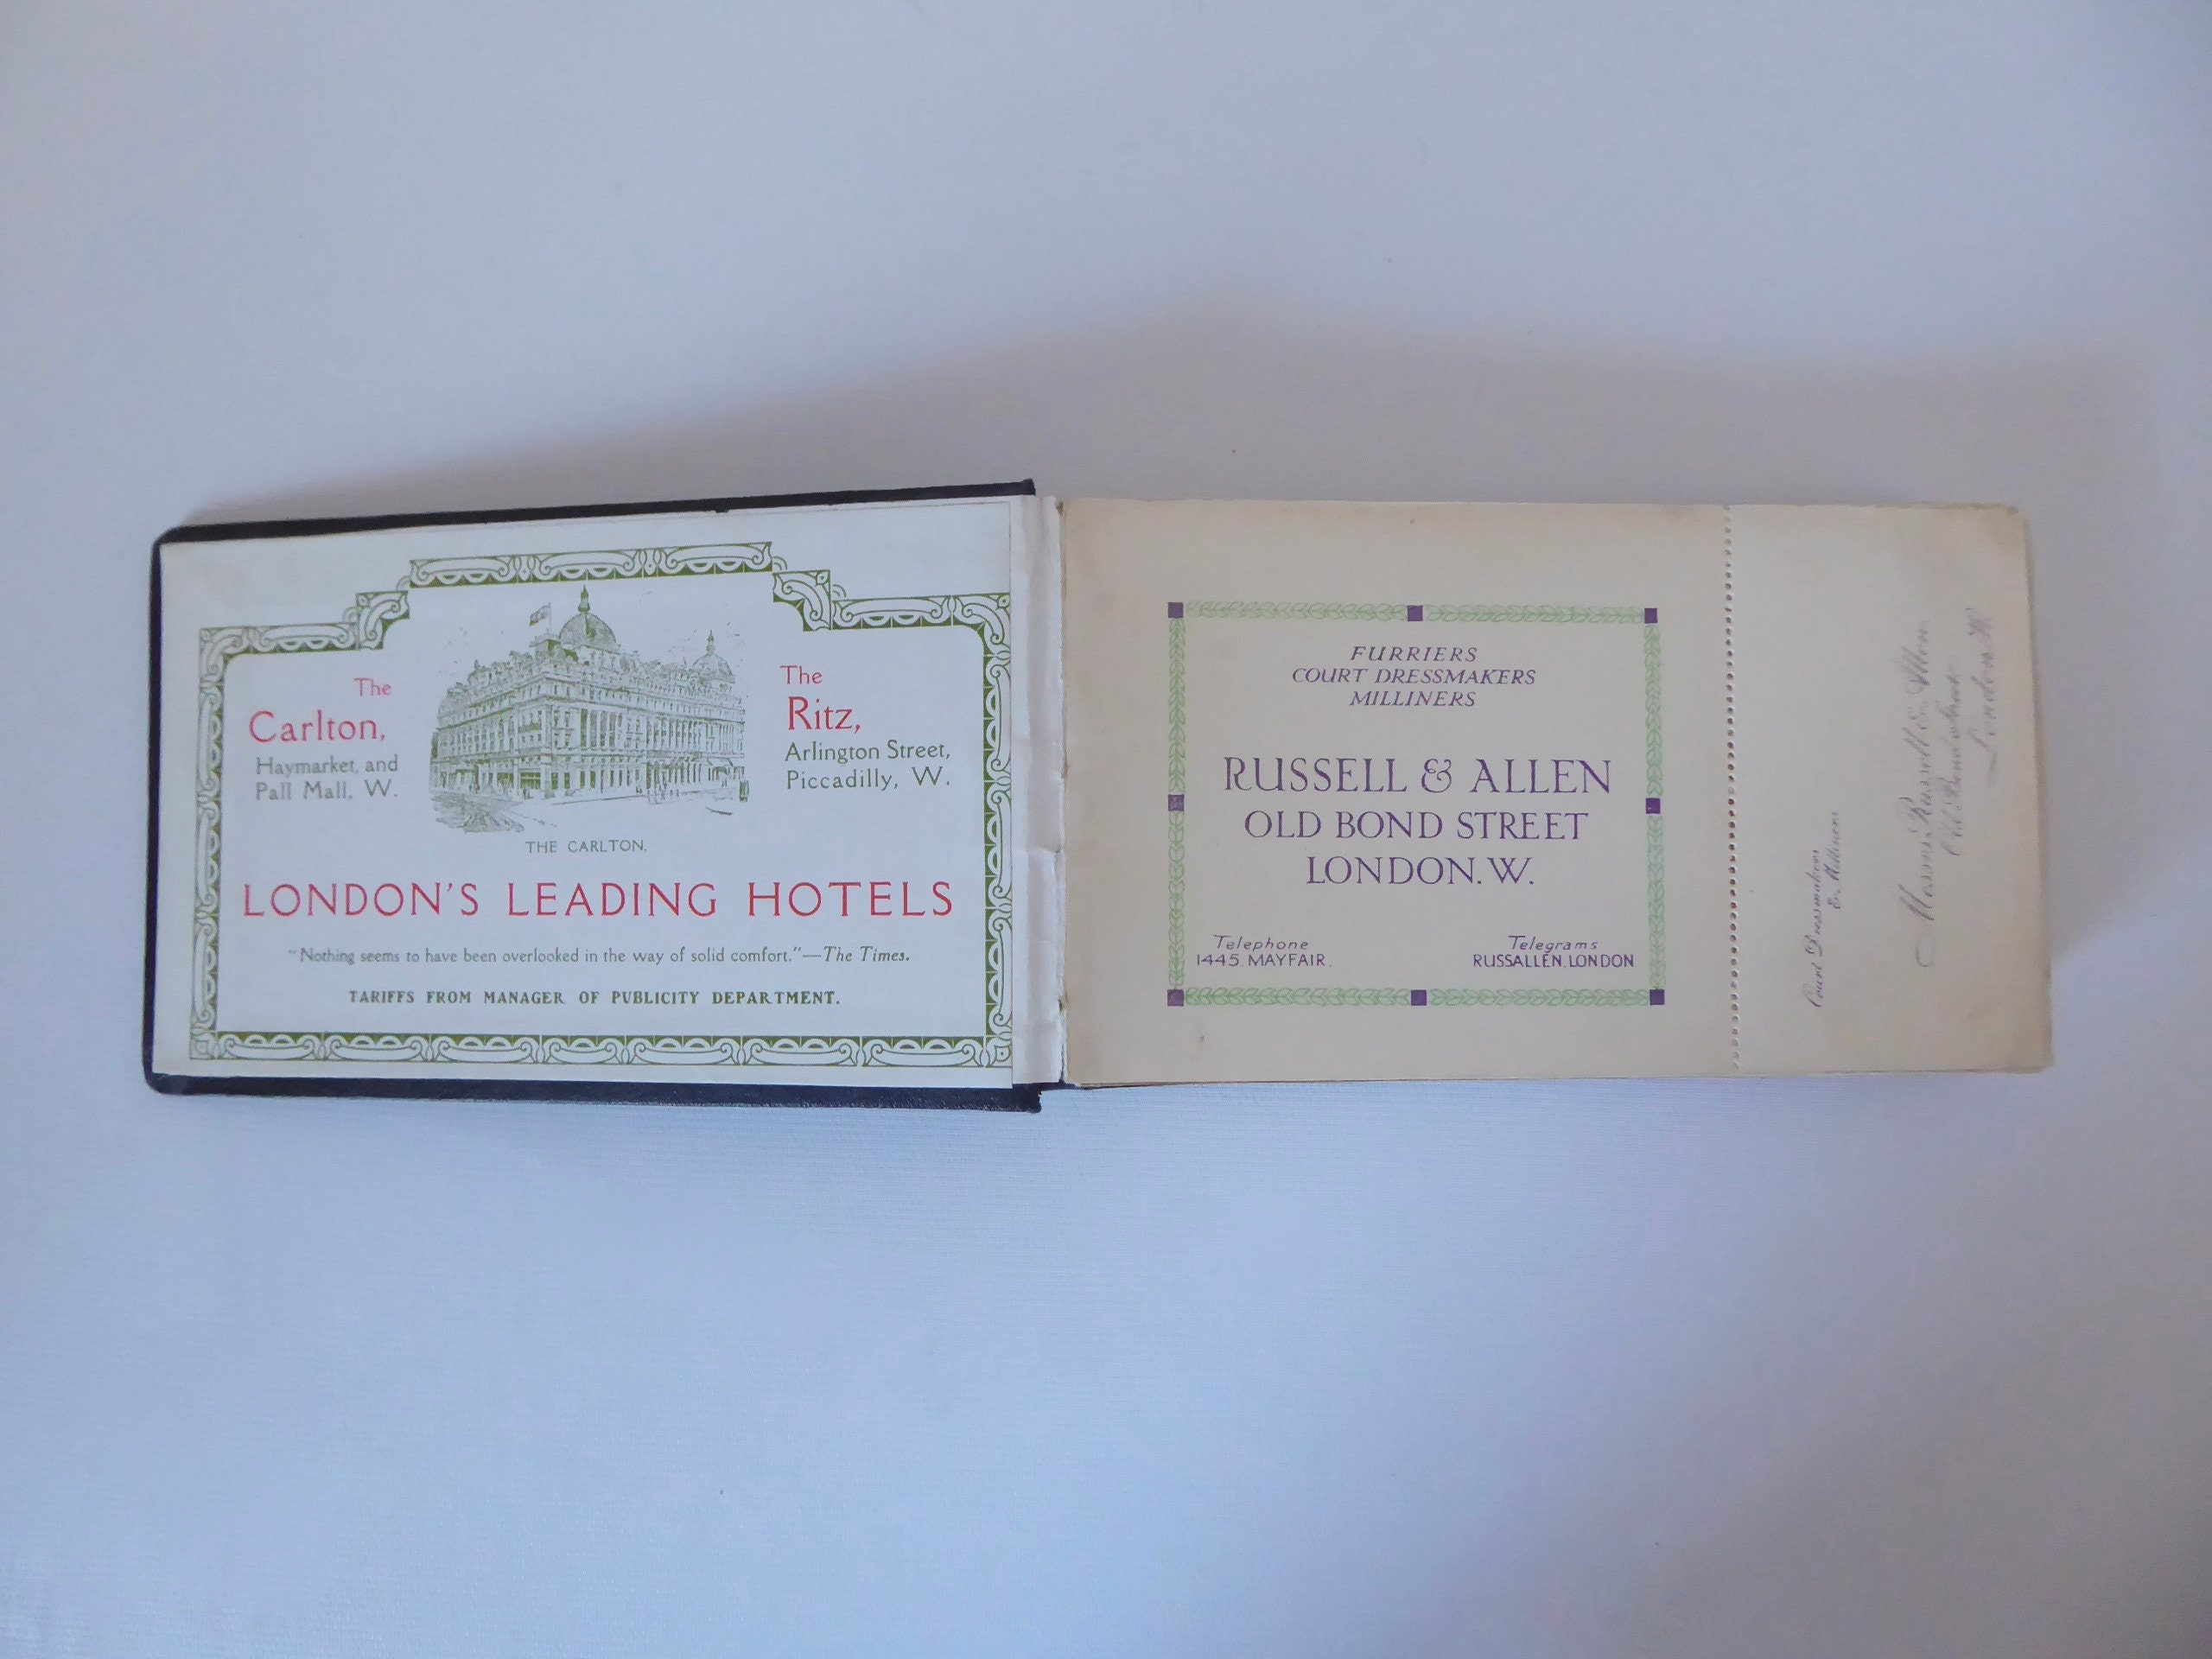 The
Carlton,
Haymarket, and
Pall Mall, W.
The
Ritz,
Arlington Street,
Piccadilly, W.
THE CARLTON.
LONDON'S LEADING HOTELS
"Nothing seems to have been overlooked in the way of solid comfort."—The Times.
TARIFFS FROM MANAGER OF PUBLICITY DEPARTMENT.
FURRIERS
COURT DRESSMAKERS
MILLINERS
RUSSELL & ALLEN
OLD BOND STREET
LONDON. W.
Telephone
1445. MAYFAIR.
Telegrams
RUSSALLEN. LONDON.
Court Dressmakers
& Milliners
Messrs Russell & Allen
Old Bond Street
London W